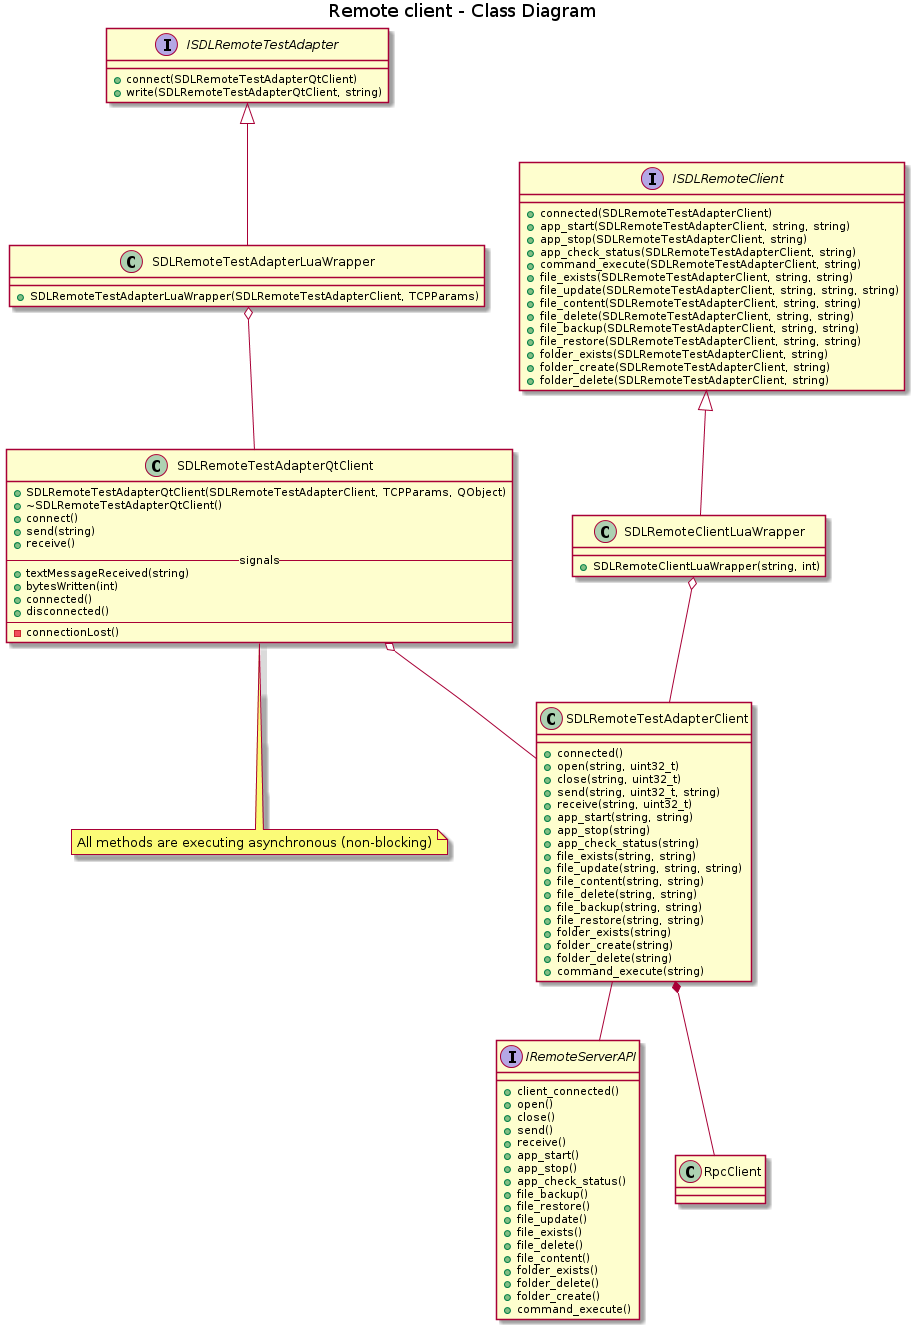 Remote client - Class Diagram
I ISDLRemoteTestAdapter
connect(SDLRemoteTestAdapterQtClient)
write(SDLRemoteTestAdapterQtClient, string)
I ISDLRemoteClient
connected(SDLRemoteTestAdapterClient)
app_start(SDLRemoteTestAdapterClient, string, string)
app_stop(SDLRemoteTestAdapterClient, string)
app_check_status(SDLRemoteTestAdapterClient, string)
command_execute(SDLRemoteTestAdapterClient, string)
file_exists(SDLRemoteTestAdapterClient, string, string)
file_update(SDLRemoteTestAdapterClient, string, string, string)
file_content(SDLRemoteTestAdapterClient, string, string)
file_delete(SDLRemoteTestAdapterClient, string, string)
file_backup(SDLRemoteTestAdapterClient, string, string)
file_restore(SDLRemoteTestAdapterClient, string, string)
folder_exists(SDLRemoteTestAdapterClient, string)
folder_create(SDLRemoteTestAdapterClient, string)
folder_delete(SDLRemoteTestAdapterClient, string)
C SDLRemoteTestAdapterLuaWrapper
SDLRemoteTestAdapterLuaWrapper(SDLRemoteTestAdapterClient, TCPParams)
C SDLRemoteTestAdapterQtClient
SDLRemoteTestAdapterQtClient(SDLRemoteTestAdapterClient, TCPParams, QObject)
~SDLRemoteTestAdapterQtClient()
connect()
send(string)
receive()
signals
textMessageReceived(string)
bytesWritten(int)
connected()
disconnected()
connectionLost()
C SDLRemoteClientLuaWrapper
SDLRemoteClientLuaWrapper(string, int)
C SDLRemoteTestAdapterClient
connected()
open(string, uint32_t)
close(string, uint32_t)
send(string, uint32_t, string)
receive(string, uint32_t)
app_start(string, string)
app_stop(string)
app_check_status(string)
file_exists(string, string)
file_update(string, string, string)
file_content(string, string)
file_delete(string, string)
file_backup(string, string)
file_restore(string, string)
folder_exists(string)
folder_create(string)
folder_delete(string)
command_execute(string)
All methods are executing asynchronous (non-blocking)
I IRemoteServerAPI
client_connected()
open()
close()
send()
receive()
app_start()
app_stop()
app_check_status()
file_backup()
file_restore()
file_update()
file_exists()
file_delete()
file_content()
folder_exists()
folder_delete()
folder_create()
command_execute()
C RpcClient